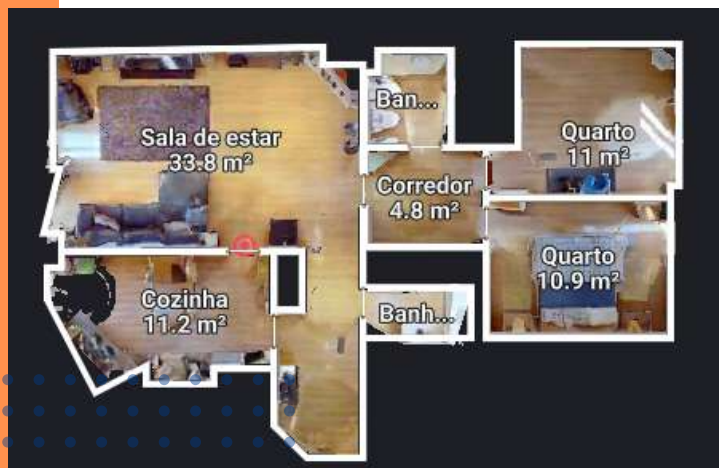 Ban...
Sala de estar
33.8 m²
Quarto
11 m²
Corredor
4.8 m²
Quarto
10.9 m²
Cozinha
11.2 m²
Banh...